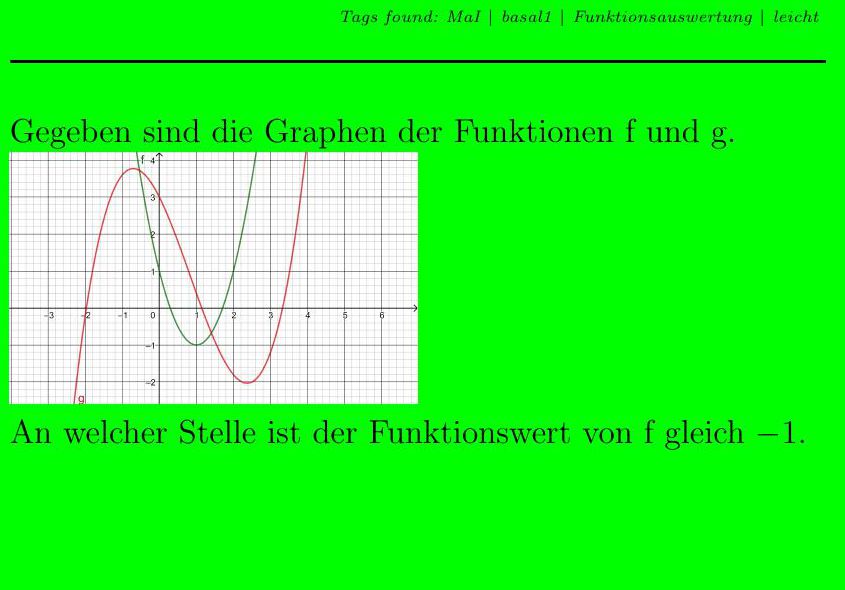 Tags found: MaI | basal1 | Funktionsauswertung | leicht
Gegeben sind die Graphen der Funktionen f und g.
f 4
3
2
1
-3 -2 -1 0 1 2 3 4 5 6
-1
-2
g
An welcher Stelle ist der Funktionswert von f gleich −1.